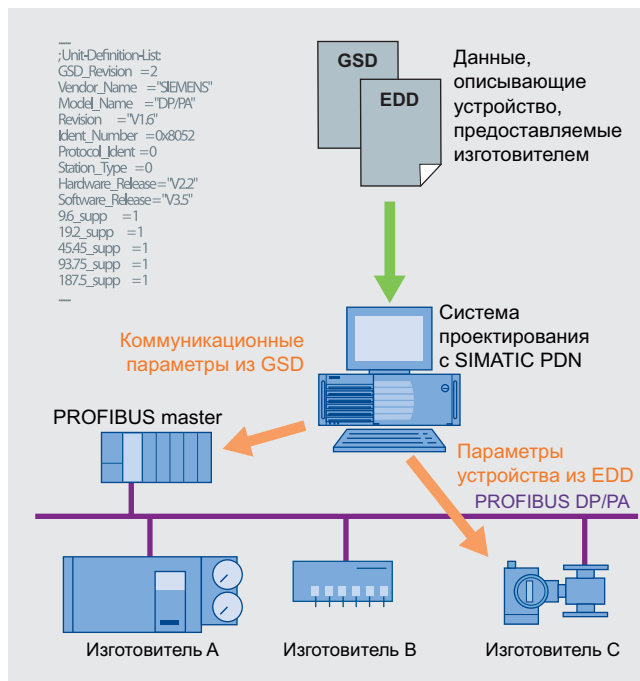 ......
;Unit-Definition-List:
GSD_Revision =2
Vendor_Name ="SIEMENS"
Model_Name ="DP/PA"
Revision ="V1.6"
Ident_Number =0x8052
Protocol_Ident =0
Station_Type =0
Hardware_Release="V2.2"
Software_Release="V3.5"
9.6_supp =1
19.2_supp =1
45.45_supp =1
93.75_supp =1
187.5_supp =1
......
GSD
EDD
Данные,
описывающие
устройство,
предоставляемые
изготовителем
Система
проектирования
с SIMATIC PDN
Коммуникационные
параметры из GSD
PROFIBUS master
Параметры
устройства из EDD
PROFIBUS DP/PA
Изготовитель A
Изготовитель B
Изготовитель C